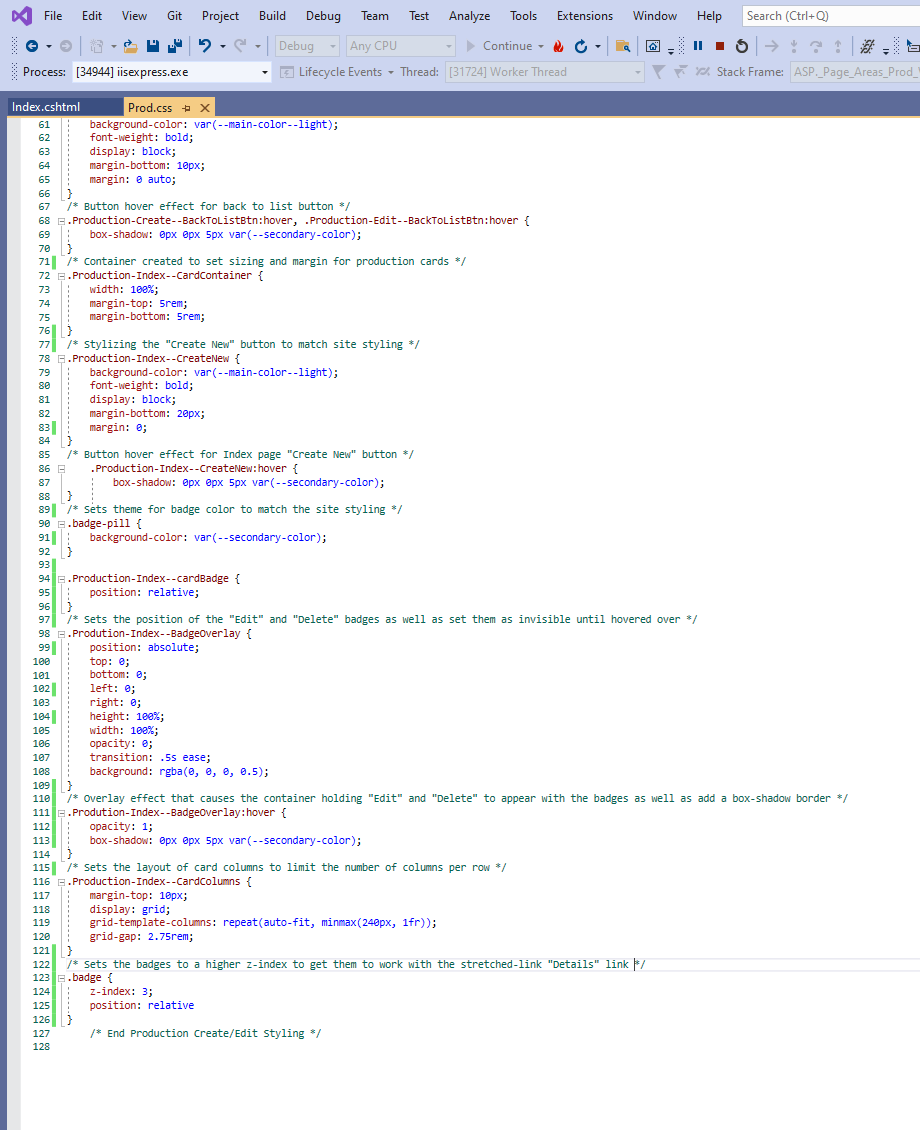 File Edit View Git Project Build Debug Team Test Analyze Tools Extensions Window Help Search (Ctrl+Q)
Debug Any CPU Continue
Process: [34944] iisexpress.exe Lifecycle Events Thread: [31724] Worker Thread Stack Frame: ASP._Page_Areas_Prod_
Index.cshtml Prod.css
61 background-color: var(--main-color--light);
62 font-weight: bold;
63 display: block;
64 margin-bottom: 10px;
65 margin: 0 auto;
66 }
67 /* Button hover effect for back to list button */
68 .Production-Create--BackToListBtn:hover, .Production-Edit--BackToListBtn:hover {
69 box-shadow: 0px 0px 5px var(--secondary-color);
70 }
71 /* Container created to set sizing and margin for production cards */
72 .Production-Index--CardContainer {
73 width: 100%;
74 margin-top: 5rem;
75 margin-bottom: 5rem;
76 }
77 /* Stylizing the "Create New" button to match site styling */
78 .Production-Index--CreateNew {
79 background-color: var(--main-color--light);
80 font-weight: bold;
81 display: block;
82 margin-bottom: 20px;
83 margin: 0;
84 }
85 /* Button hover effect for Index page "Create New" button */
86 .Production-Index--CreateNew:hover {
87 box-shadow: 0px 0px 5px var(--secondary-color);
88 }
89 /* Sets theme for badge color to match the site styling */
90 .badge-pill {
91 background-color: var(--secondary-color);
92 }
93
94 .Production-Index--cardBadge {
95 position: relative;
96 }
97 /* Sets the position of the "Edit" and "Delete" badges as well as set them as invisible until hovered over */
98 .Prodution-Index--BadgeOverlay {
99 position: absolute;
100 top: 0;
101 bottom: 0;
102 left: 0;
103 right: 0;
104 height: 100%;
105 width: 100%;
106 opacity: 0;
107 transition: .5s ease;
108 background: rgba(0, 0, 0, 0.5);
109 }
110 /* Overlay effect that causes the container holding "Edit" and "Delete" to appear with the badges as well as add a box-shadow border */
111 .Prodution-Index--BadgeOverlay:hover {
112 opacity: 1;
113 box-shadow: 0px 0px 5px var(--secondary-color);
114 }
115 /* Sets the layout of card columns to limit the number of columns per row */
116 .Production-Index--CardColumns {
117 margin-top: 10px;
118 display: grid;
119 grid-template-columns: repeat(auto-fit, minmax(240px, 1fr));
120 grid-gap: 2.75rem;
121 }
122 /* Sets the badges to a higher z-index to get them to work with the stretched-link "Details" link */
123 .badge {
124 z-index: 3;
125 position: relative
126 }
127 /* End Production Create/Edit Styling */
128